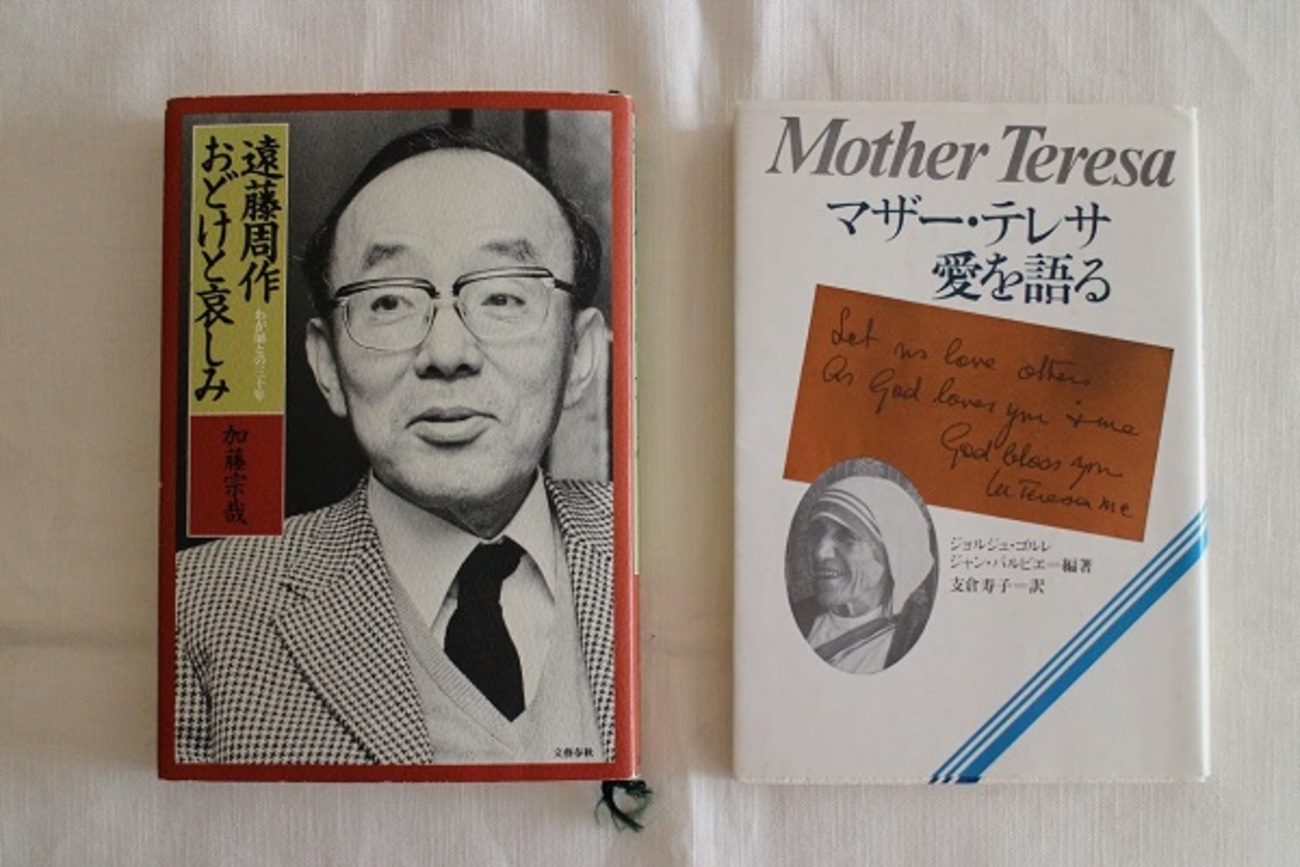 遠藤周作
おどけと哀しみ
わが師との三十年
加藤宗哉
文藝春秋
Mother Teresa
マザー・テレサ
愛を語る
Let us love others
As God loves you & me
God bless you
M Teresa mc
ジョルジュ・ゴルレ
ジャン・バルビエ=編著
支倉寿子=訳